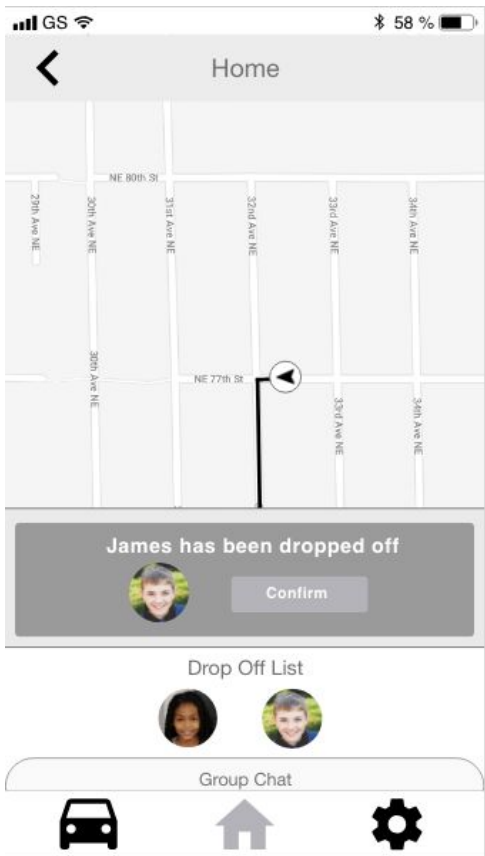 GS 58 %
Home
NE 80th St
29th Ave NE
30th Ave NE
31st Ave NE
32nd Ave NE
33rd Ave NE
34th Ave NE
30th Ave NE
NE 77th St
33rd Ave NE
34th Ave NE
James has been dropped off
Confirm
Drop Off List
Group Chat